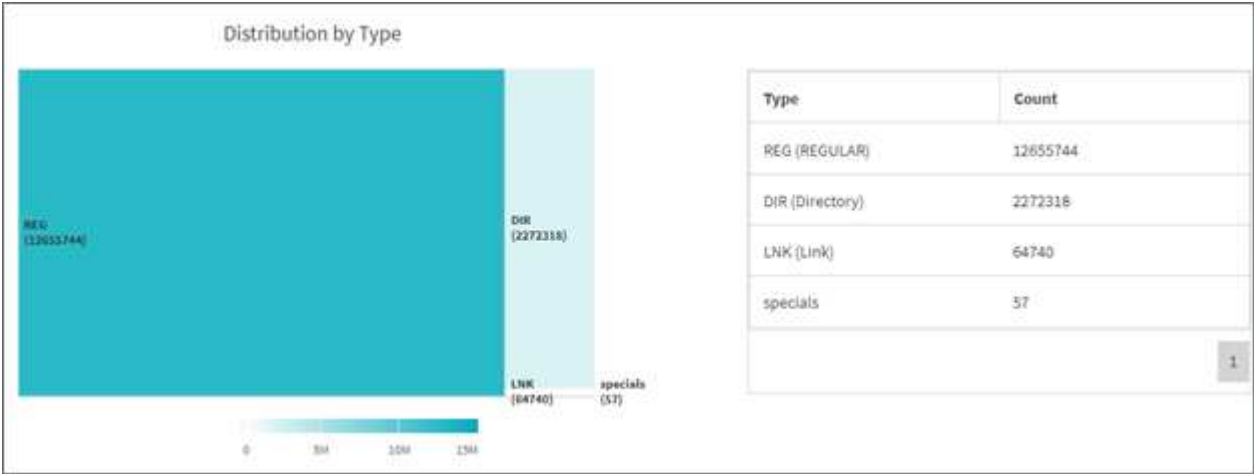 Distribution by Type
REG
(12655744)
DIR
(2272318)
LNK
(64740)
specials
(57)
0 5M 10M 15M
Type Count
REG (REGULAR) 12655744
DIR (Directory) 2272318
LNK (Link) 64740
specials 57
1